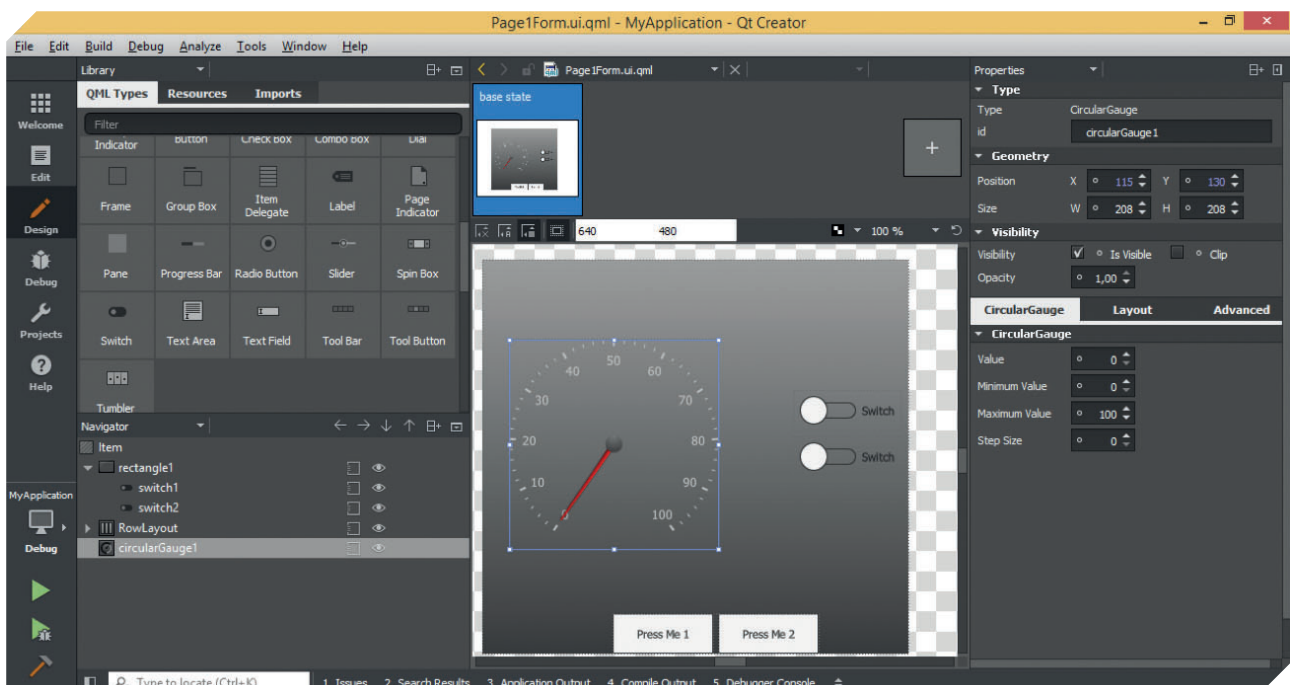 Page1Form.ui.qml - MyApplication - Qt Creator
File Edit Build Debug Analyze Tools Window Help
Library
QML Types Resources Imports
Filter
Indicator Button Check Box Combo Box Dial
Frame Group Box Item Delegate Label Page Indicator
Pane Progress Bar Radio Button Slider Spin Box
Switch Text Area Text Field Tool Bar Tool Button
Tumbler
Welcome
Edit
Design
Debug
Projects
Help
MyApplication
Debug
Navigator
Item
rectangle1
switch1
switch2
RowLayout
circularGauge1
Page1Form.ui.qml
base state
+
640 480
100 %
0 10 20 30 40 50 60 70 80 90 100
Switch
Switch
Press Me 1 Press Me 2
Properties
Type
Type CircularGauge
id circularGauge1
Geometry
Position X 115 Y 130
Size W 208 H 208
Visibility
Visibility Is Visible Clip
Opacity 1,00
CircularGauge Layout Advanced
CircularGauge
Value 0
Minimum Value 0
Maximum Value 100
Step Size 0
Type to locate (Ctrl+K) 1 Issues 2 Search Results 3 Application Output 4 Compile Output 5 Debugger Console